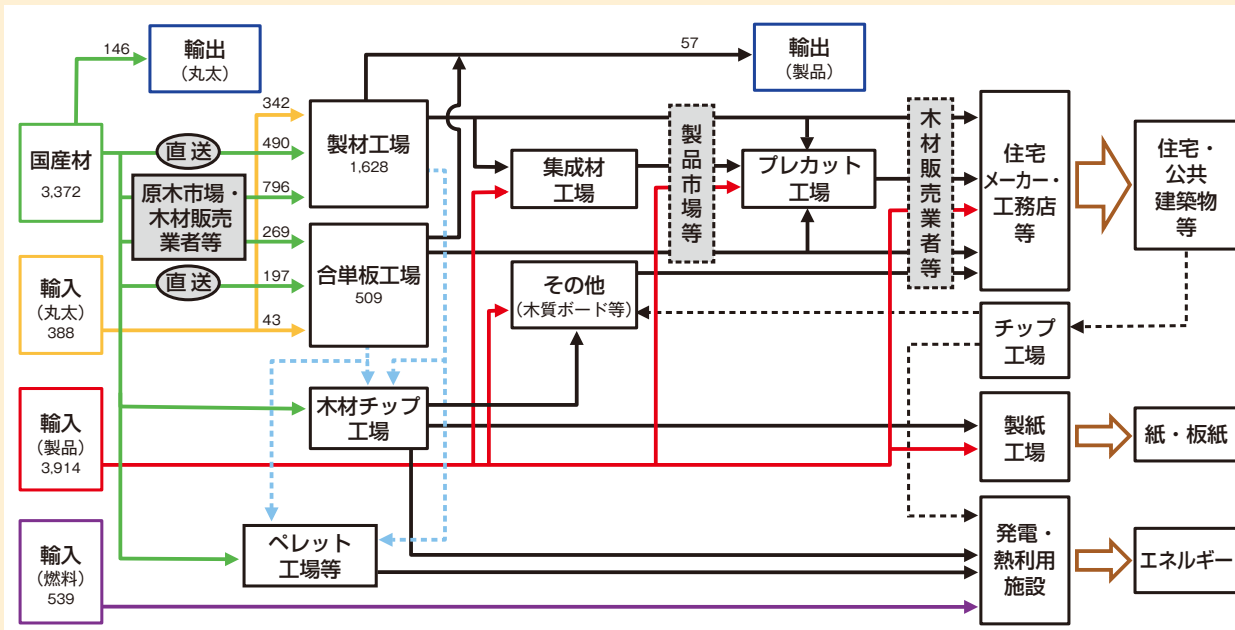 146
輸出
(丸太)
57
輸出
(製品)
国産材
3,372
直送
原木市場・
木材販売
業者等
直送
342
490
796
269
197
43
製材工場
1,628
合単板工場
509
集成材
工場
製品市場等
プレカット
工場
木材販売業者等
住宅
メーカー・
工務店
等
住宅・
公共
建築物
等
輸入
(丸太)
388
その他
(木質ボード等)
チップ
工場
輸入
(製品)
3,914
木材チップ
工場
製紙
工場
紙・板紙
輸入
(燃料)
539
ペレット
工場等
発電・
熱利用
施設
エネルギー